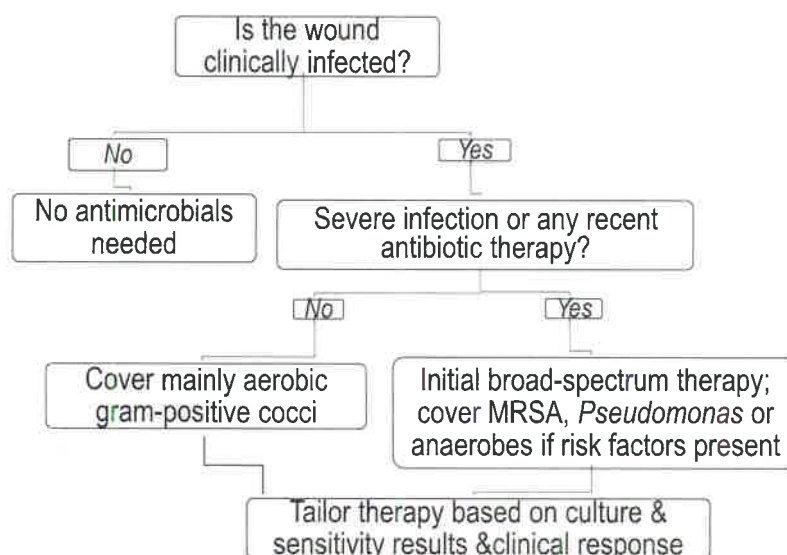 Is the wound
clinically infected?
No
Yes
No antimicrobials
needed
Severe infection or any recent
antibiotic therapy?
No
Yes
Cover mainly aerobic
gram-positive cocci
Initial broad-spectrum therapy;
cover MRSA, Pseudomonas or
anaerobes if risk factors present
Tailor therapy based on culture &
sensitivity results &clinical response